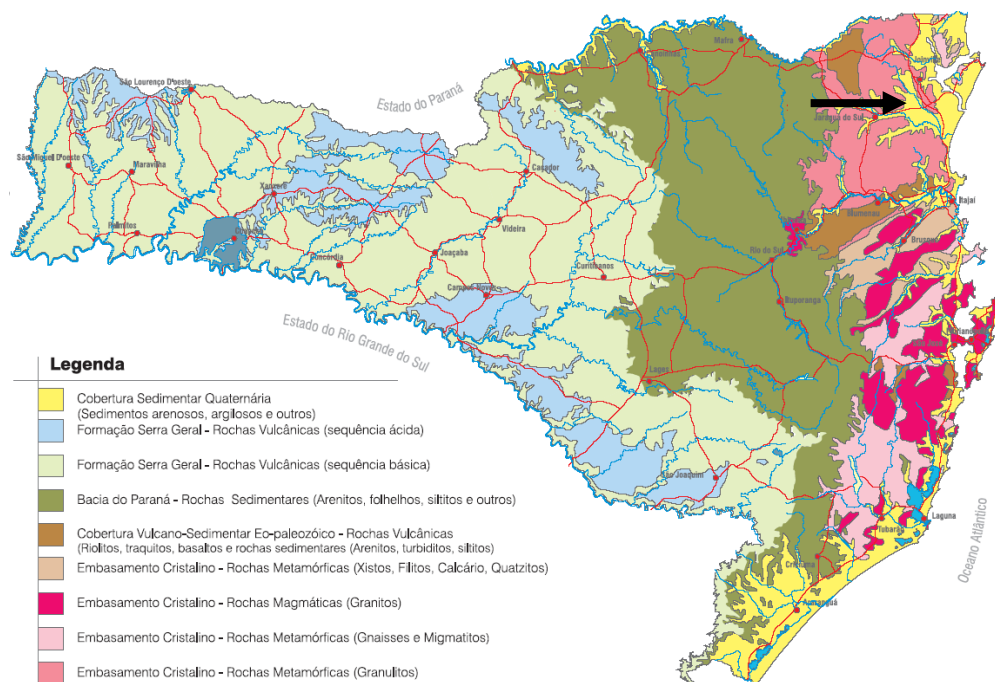 Mafra
Canoinhas
Joinville
São Lourenço D'oeste
Estado do Paraná
Jaraguá do Sul
São Miguel D'oeste
Maravilha
Caçador
Xanxerê
Itajaí
Blumenau
Palmitos
Chapecó
Videira
Rio do Sul
Brusque
Concórdia
Joaçaba
Curitibanos
Campos Novos
Ituporanga
Estado do Rio Grande do Sul
Florianópolis
São José
Lages
São Joaquim
Laguna
Tubarão
Oceano Atlântico
Criciúma
Araranguá
Legenda
Cobertura Sedimentar Quaternária
(Sedimentos arenosos, argilosos e outros)
Formação Serra Geral - Rochas Vulcânicas (sequência ácida)
Formação Serra Geral - Rochas Vulcânicas (sequência básica)
Bacia do Paraná - Rochas Sedimentares (Arenitos, folhelhos, siltitos e outros)
Cobertura Vulcano-Sedimentar Eo-paleozóico - Rochas Vulcânicas
(Riolitos, traquitos, basaltos e rochas sedimentares (Arenitos, turbiditos, siltitos)
Embasamento Cristalino - Rochas Metamórficas (Xistos, Filitos, Calcário, Quatzitos)
Embasamento Cristalino - Rochas Magmáticas (Granitos)
Embasamento Cristalino - Rochas Metamórficas (Gnaisses e Migmatitos)
Embasamento Cristalino - Rochas Metamórficas (Granulitos)